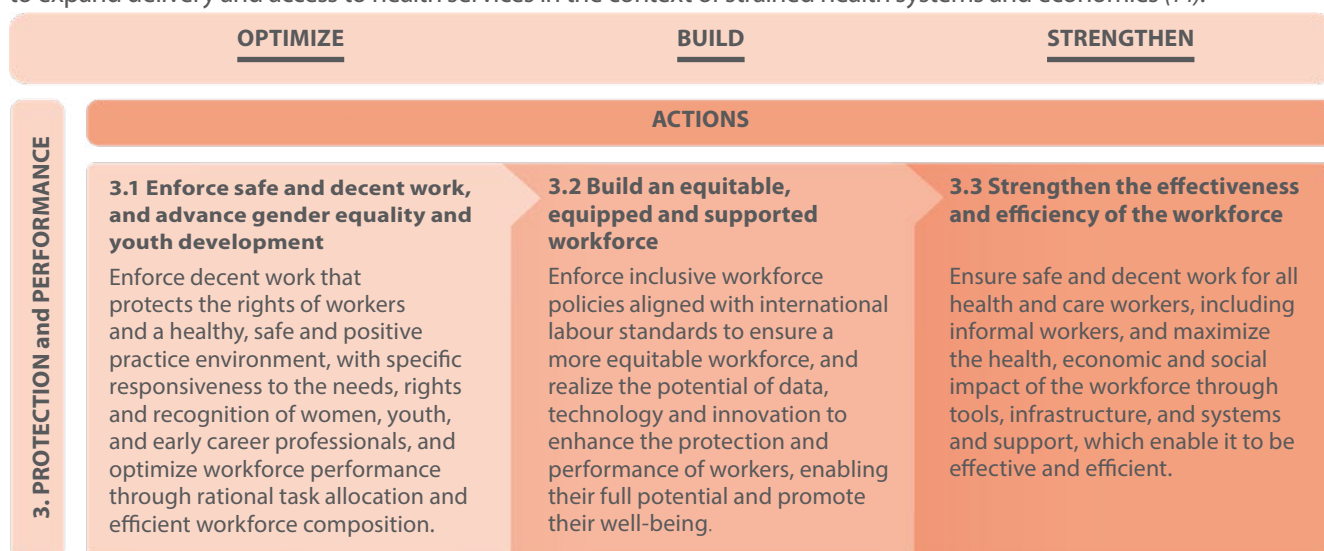 to expand delivery and access to health services in the context of strained health systems and economies (14).
OPTIMIZE
BUILD
STRENGTHEN
3. PROTECTION and PERFORMANCE
ACTIONS
3.1 Enforce safe and decent work,
and advance gender equality and
youth development
Enforce decent work that
protects the rights of workers
and a healthy, safe and positive
practice environment, with specific
responsiveness to the needs, rights
and recognition of women, youth,
and early career professionals, and
optimize workforce performance
through rational task allocation and
efficient workforce composition.
3.2 Build an equitable,
equipped and supported
workforce
Enforce inclusive workforce
policies aligned with international
labour standards to ensure a
more equitable workforce, and
realize the potential of data,
technology and innovation to
enhance the protection and
performance of workers, enabling
their full potential and promote
their well-being.
3.3 Strengthen the effectiveness
and efficiency of the workforce
Ensure safe and decent work for all
health and care workers, including
informal workers, and maximize
the health, economic and social
impact of the workforce through
tools, infrastructure, and systems
and support, which enable it to be
effective and efficient.